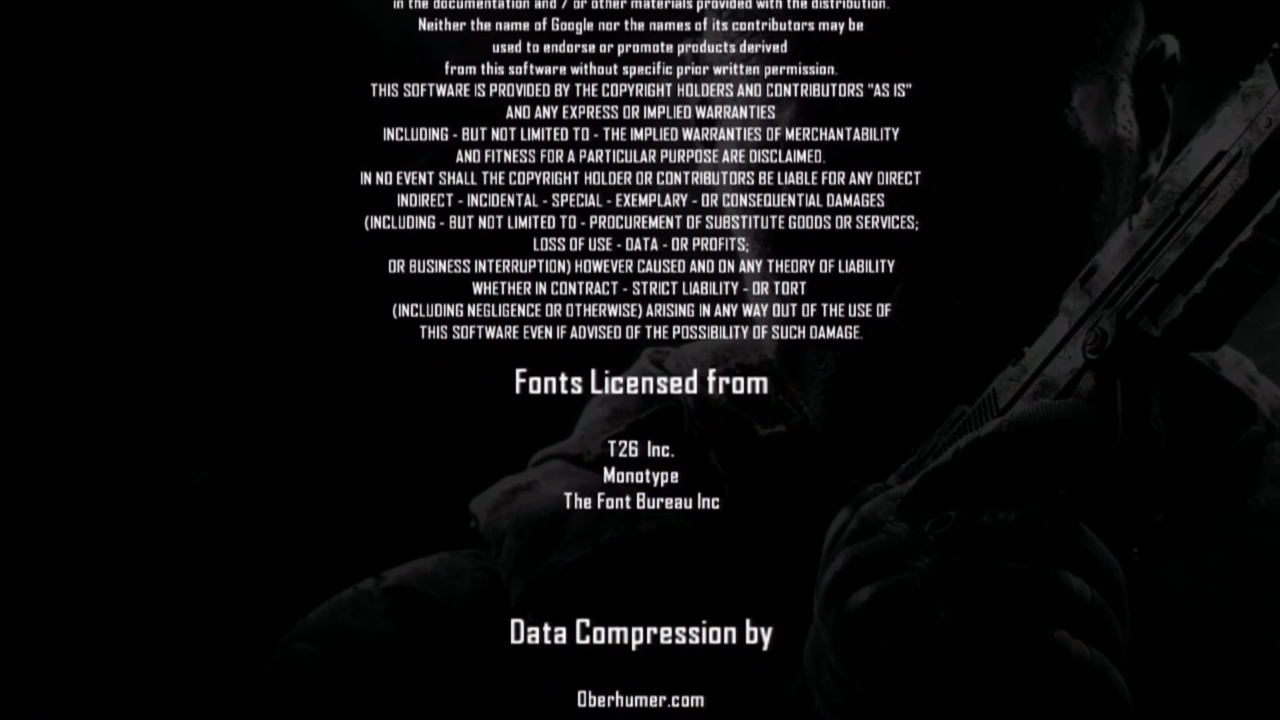 in the documentation and / or other materials provided with the distribution.
Neither the name of Google nor the names of its contributors may be
used to endorse or promote products derived
from this software without specific prior written permission.
THIS SOFTWARE IS PROVIDED BY THE COPYRIGHT HOLDERS AND CONTRIBUTORS "AS IS"
AND ANY EXPRESS OR IMPLIED WARRANTIES
INCLUDING - BUT NOT LIMITED TO - THE IMPLIED WARRANTIES OF MERCHANTABILITY
AND FITNESS FOR A PARTICULAR PURPOSE ARE DISCLAIMED.
IN NO EVENT SHALL THE COPYRIGHT HOLDER OR CONTRIBUTORS BE LIABLE FOR ANY DIRECT
INDIRECT - INCIDENTAL - SPECIAL - EXEMPLARY - OR CONSEQUENTIAL DAMAGES
(INCLUDING - BUT NOT LIMITED TO - PROCUREMENT OF SUBSTITUTE GOODS OR SERVICES;
LOSS OF USE - DATA - OR PROFITS;
OR BUSINESS INTERRUPTION) HOWEVER CAUSED AND ON ANY THEORY OF LIABILITY
WHETHER IN CONTRACT - STRICT LIABILITY - OR TORT
(INCLUDING NEGLIGENCE OR OTHERWISE) ARISING IN ANY WAY OUT OF THE USE OF
THIS SOFTWARE EVEN IF ADVISED OF THE POSSIBILITY OF SUCH DAMAGE.
Fonts Licensed from
T26 Inc.
Monotype
The Font Bureau Inc
Data Compression by
Oberhumer.com